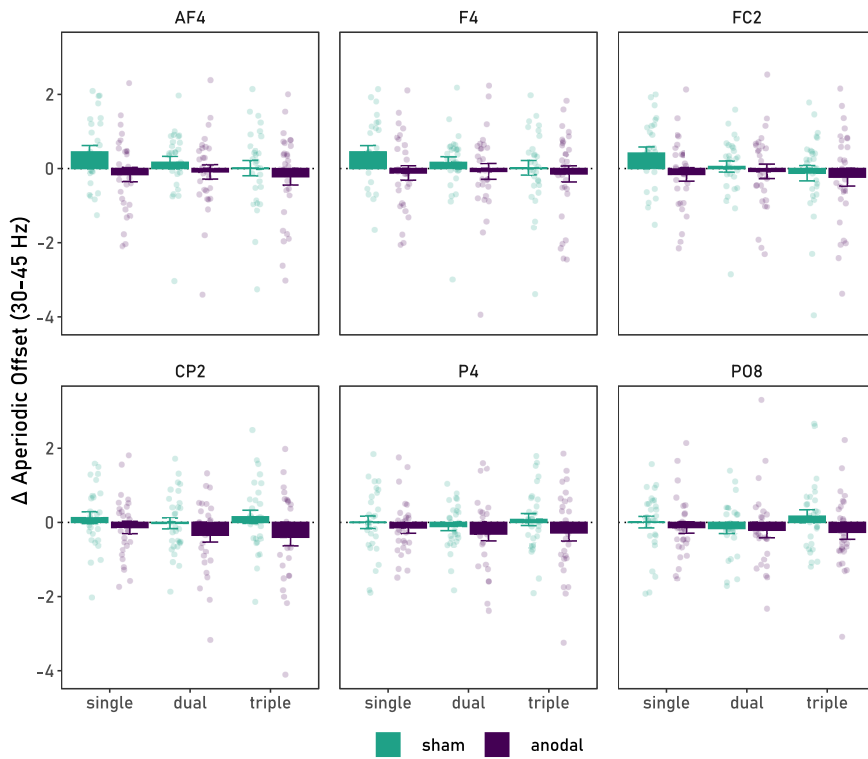 AF4 F4 FC2
2
0
-2
-4
Δ Aperiodic Offset (30–45 Hz)
CP2 P4 PO8
2
0
-2
-4
single dual triple single dual triple single dual triple
sham anodal